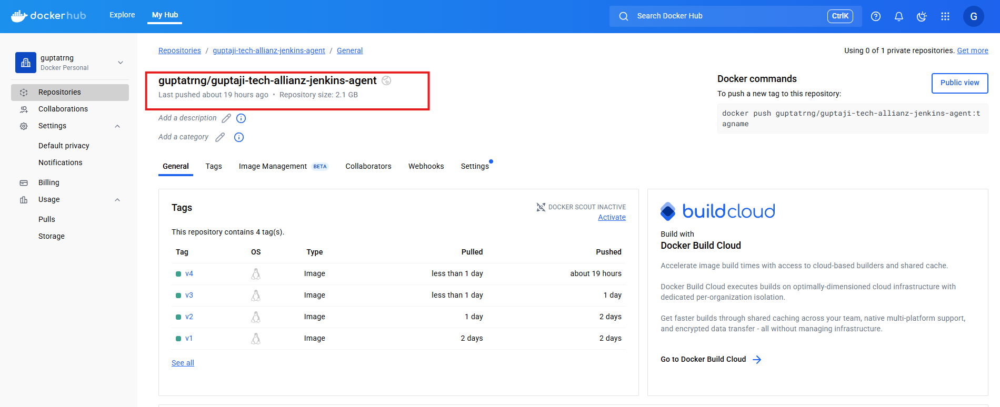 dockerhub
Explore
My Hub
Search Docker Hub
CtrlK
G
guptatrng
Docker Personal
Repositories
Collaborations
Settings
Default privacy
Notifications
Billing
Usage
Pulls
Storage
Repositories / guptaji-tech-allianz-jenkins-agent / General
Using 0 of 1 private repositories. Get more
guptatrng/guptaji-tech-allianz-jenkins-agent
Last pushed about 19 hours ago • Repository size: 2.1 GB
Add a description
Add a category
Docker commands
Public view
To push a new tag to this repository:
docker push guptatrng/guptaji-tech-allianz-jenkins-agent:t
agname
General Tags Image Management BETA Collaborators Webhooks Settings
Tags
DOCKER SCOUT INACTIVE
Activate
This repository contains 4 tag(s).
Tag OS Type Pulled Pushed
v4 Image less than 1 day about 19 hours
v3 Image less than 1 day 1 day
v2 Image 1 day 2 days
v1 Image 2 days 2 days
See all
buildcloud
Build with
Docker Build Cloud
Accelerate image build times with access to cloud-based builders and shared cache.
Docker Build Cloud executes builds on optimally-dimensioned cloud infrastructure with
dedicated per-organization isolation.
Get faster builds through shared caching across your team, native multi-platform support,
and encrypted data transfer - all without managing infrastructure.
Go to Docker Build Cloud